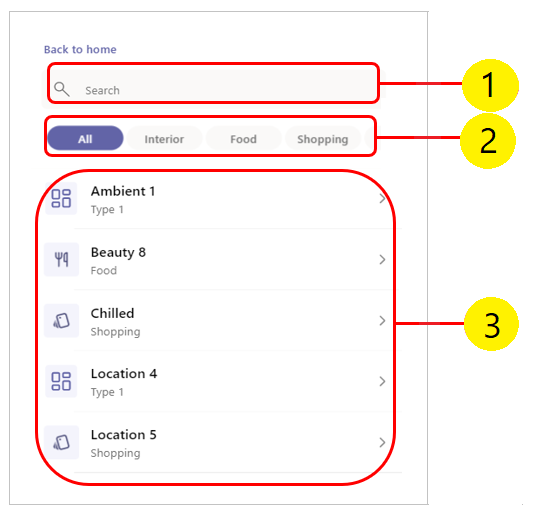 Back to home
Search
1
All Interior Food Shopping
2
Ambient 1
Type 1
Beauty 8
Food
Chilled
Shopping
3
Location 4
Type 1
Location 5
Shopping